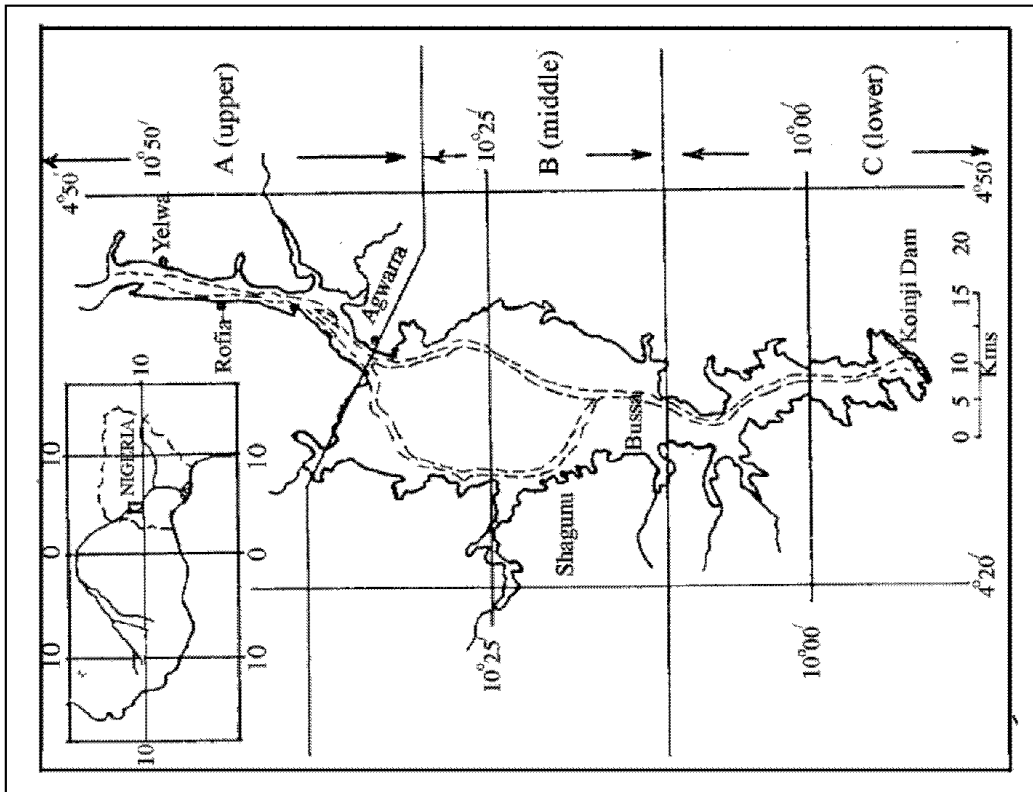 10
0
10
10
NIGERIA
10
10
0
10
4°50′
10°50′
A (upper)
Yelwa
Rofia
Agwarra
10°25′
B (middle)
Shagunu
10°25′
Bussa
10°00′
C (lower)
10°00′
Koinji Dam
0 5 10 15 20
Kms
4°20′
4°50′